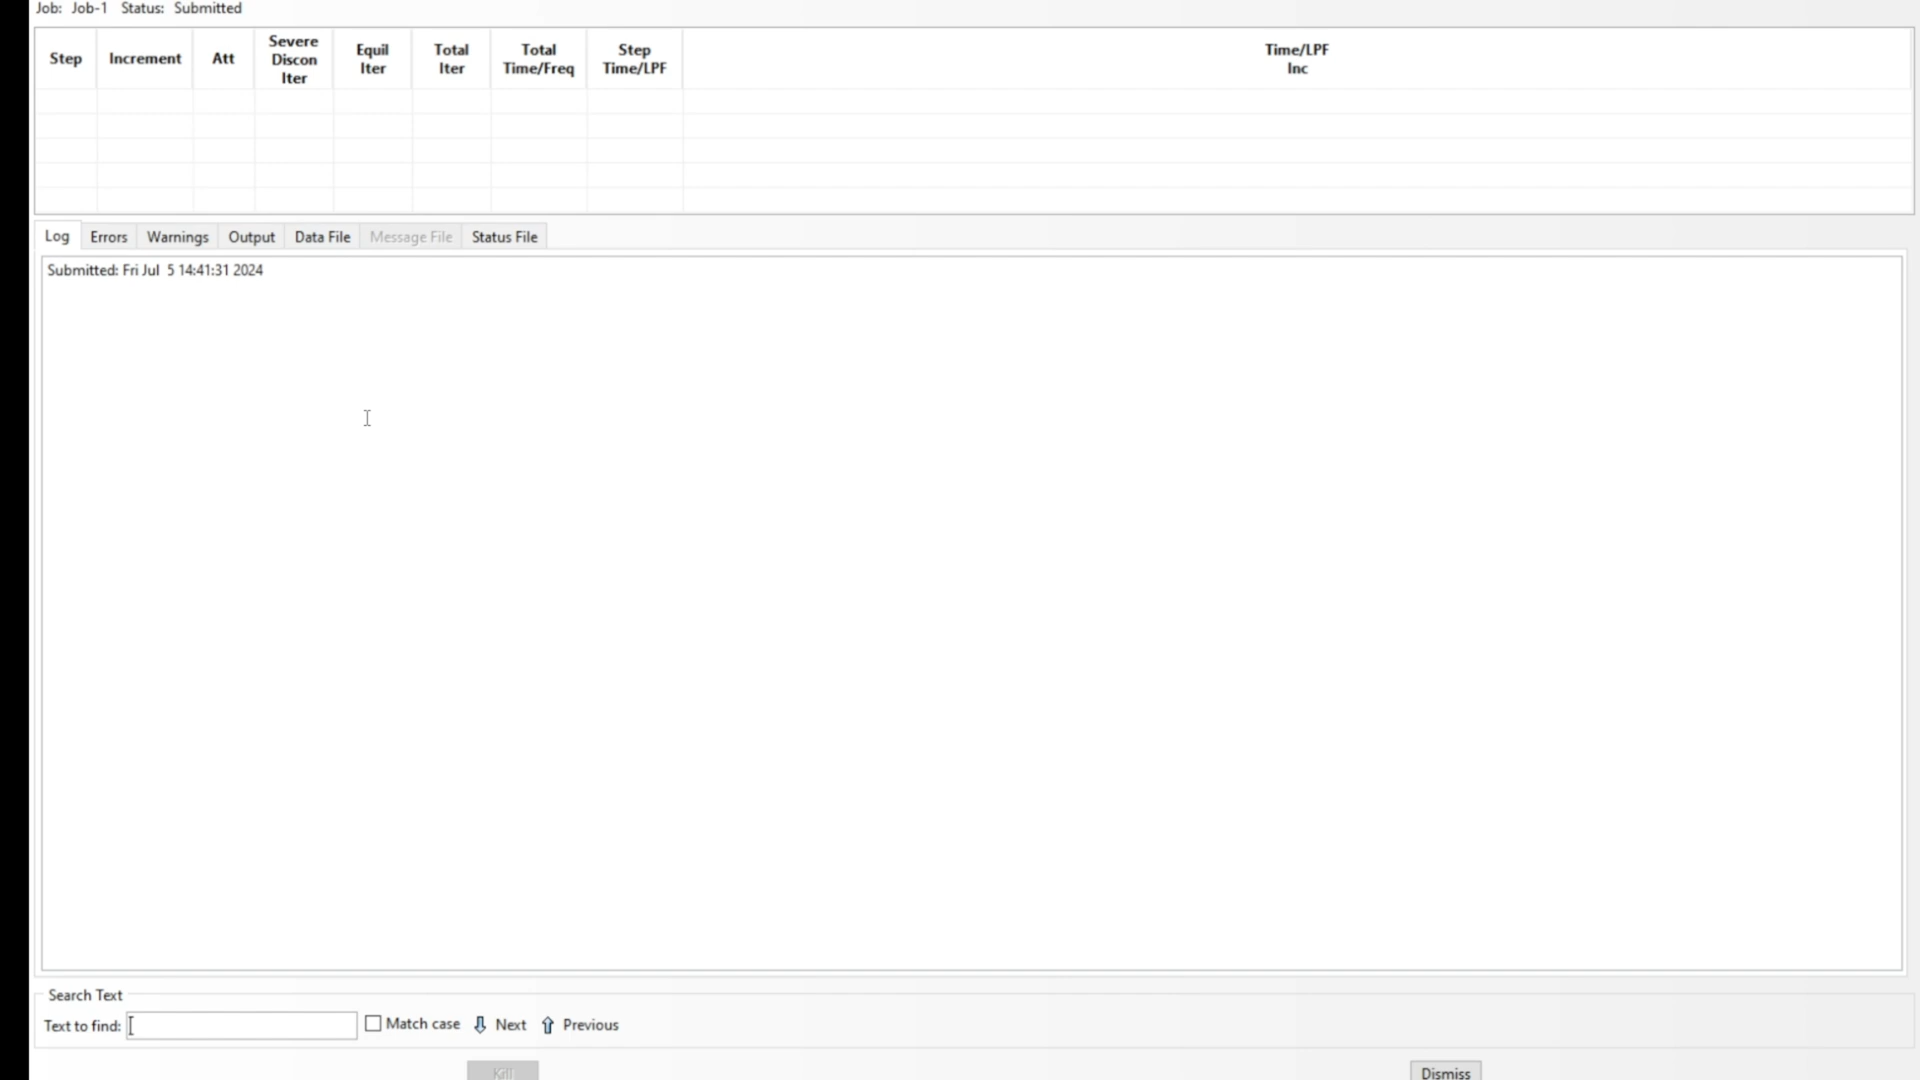 Job: Job-1 Status: Submitted
Step Increment Att Severe Discon Iter Equil Iter Total Iter Total Time/Freq Step Time/LPF Time/LPF Inc
Log Errors Warnings Output Data File Message File Status File
Submitted: Fri Jul 5 14:41:31 2024
Search Text
Text to find: Match case Next Previous
Kill Dismiss